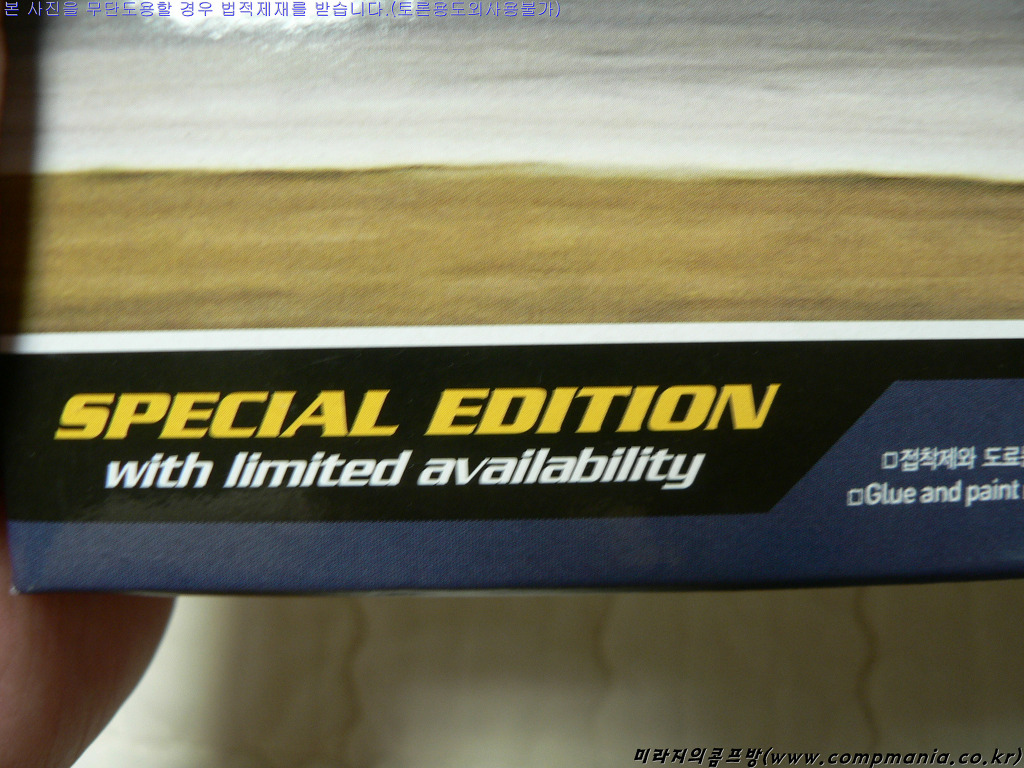 본 사진을 무단도용할 경우 법적제재를 받습니다.(토론용도외사용불가)
SPECIAL EDITION
with limited availability
□접착제와 도료
□Glue and paint
미라지의콤프방(www.compmania.co.kr)